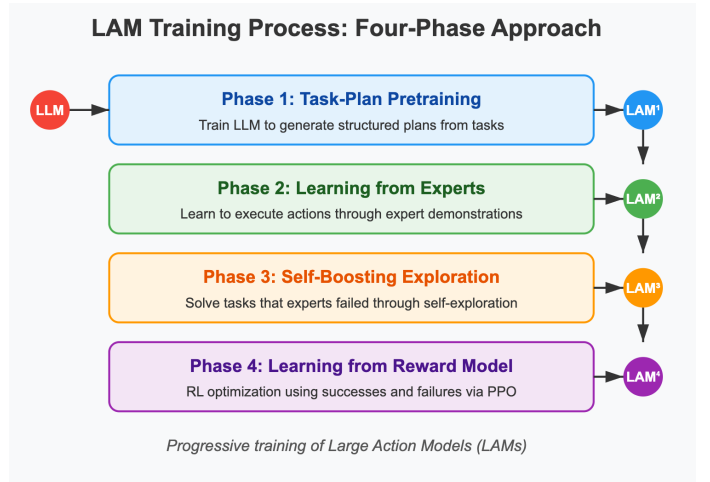 LAM Training Process: Four-Phase Approach
LLM
Phase 1: Task-Plan Pretraining
Train LLM to generate structured plans from tasks
LAM¹
Phase 2: Learning from Experts
Learn to execute actions through expert demonstrations
LAM²
Phase 3: Self-Boosting Exploration
Solve tasks that experts failed through self-exploration
LAM³
Phase 4: Learning from Reward Model
RL optimization using successes and failures via PPO
LAM⁴
Progressive training of Large Action Models (LAMs)